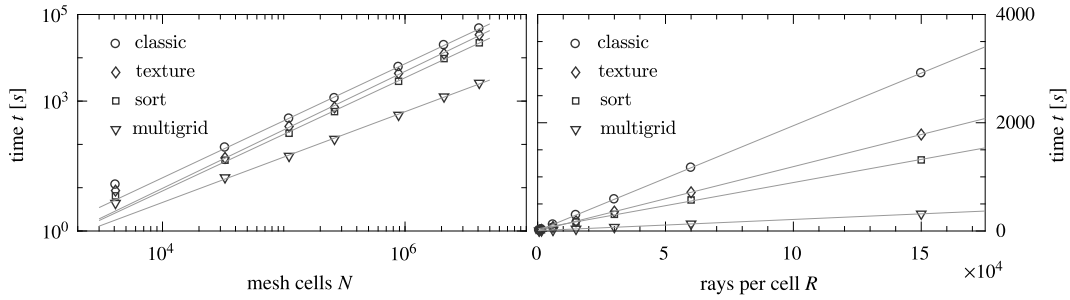 10^5
10^3
10^0
time t [s]
classic
texture
sort
multigrid
10^4
10^6
mesh cells N
classic
texture
sort
multigrid
4000
2000
0
time t [s]
0
5
10
15
×10^4
rays per cell R